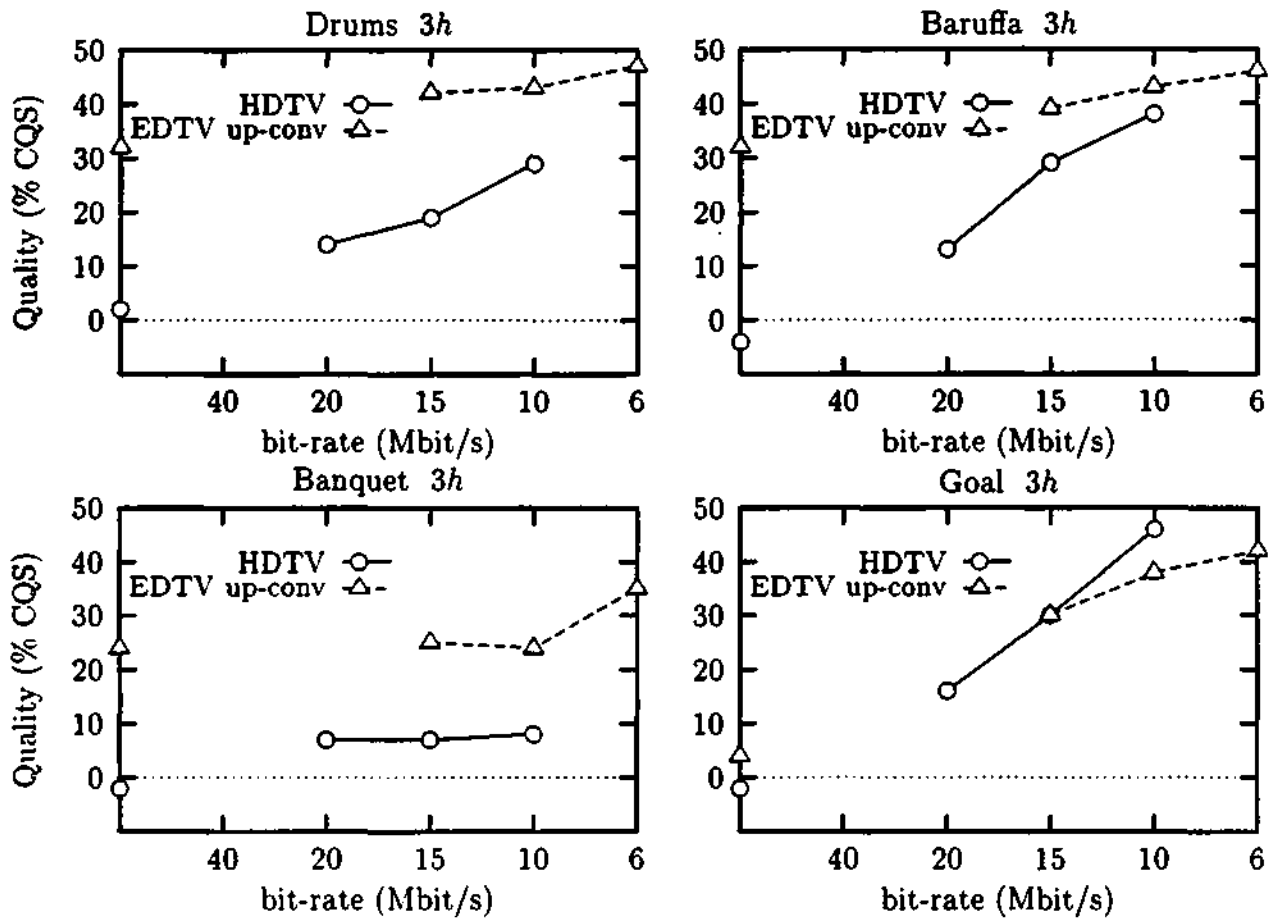 Drums 3h
Quality (% CQS)
50
40
30
20
10
0
HDTV
EDTV up-conv
40 20 15 10 6
bit-rate (Mbit/s)
Baruffa 3h
50
40
30
20
10
0
HDTV
EDTV up-conv
40 20 15 10 6
bit-rate (Mbit/s)
Banquet 3h
Quality (% CQS)
50
40
30
20
10
0
HDTV
EDTV up-conv
40 20 15 10 6
bit-rate (Mbit/s)
Goal 3h
50
40
30
20
10
0
HDTV
EDTV up-conv
40 20 15 10 6
bit-rate (Mbit/s)